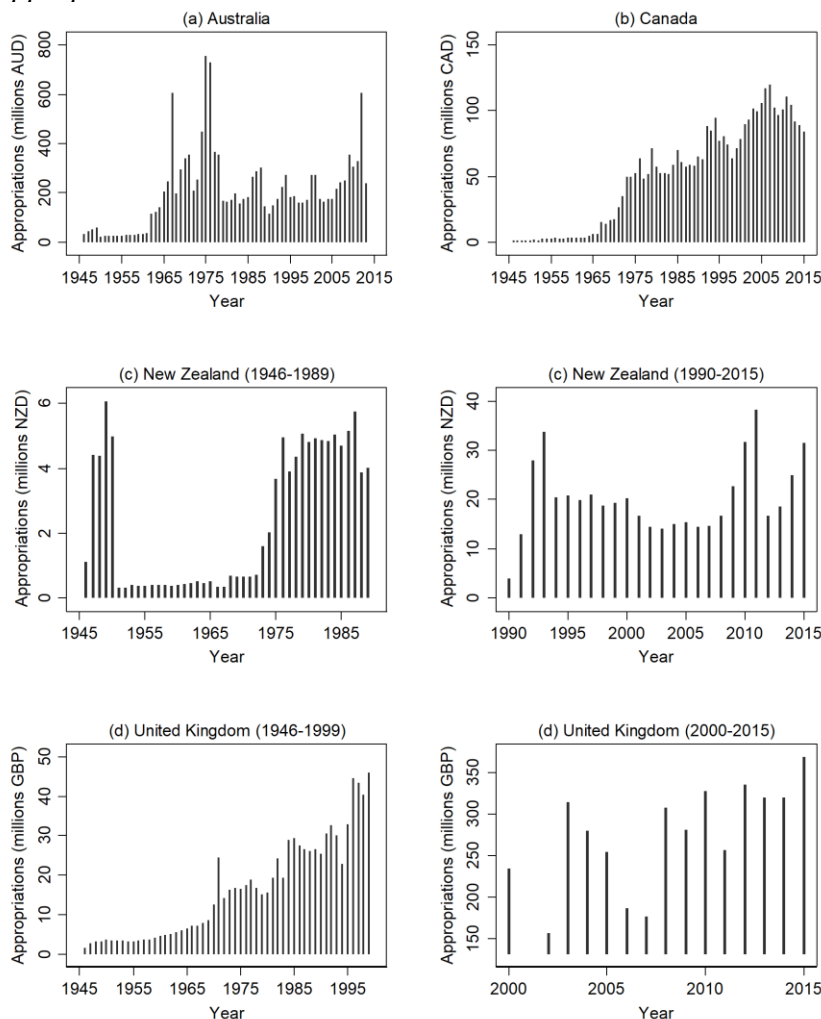 (a) Australia
Appropriations (millions AUD)
0 200 400 600 800
1945 1955 1965 1975 1985 1995 2005 2015
Year
(b) Canada
Appropriations (millions CAD)
0 50 100 150
1945 1955 1965 1975 1985 1995 2005 2015
Year
(c) New Zealand (1946-1989)
Appropriations (millions NZD)
0 2 4 6
1945 1955 1965 1975 1985
Year
(c) New Zealand (1990-2015)
Appropriations (millions NZD)
0 10 20 30 40
1990 1995 2000 2005 2010 2015
Year
(d) United Kingdom (1946-1999)
Appropriations (millions GBP)
0 10 20 30 40 50
1945 1955 1965 1975 1985 1995
Year
(d) United Kingdom (2000-2015)
Appropriations (millions GBP)
150 200 250 300 350
2000 2005 2010 2015
Year